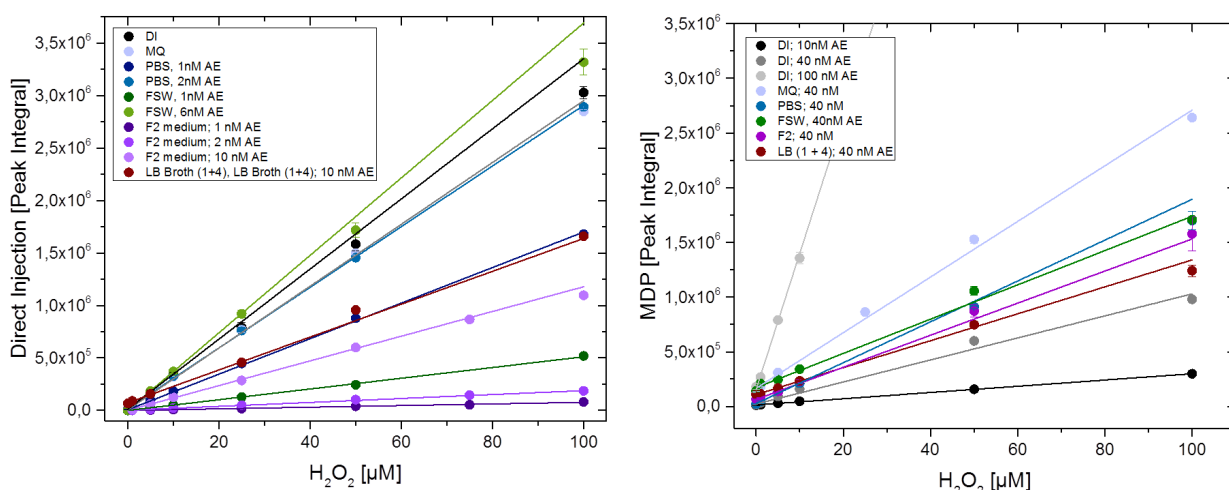 Direct Injection [Peak Integral]
3,5x10⁶
3,0x10⁶
2,5x10⁶
2,0x10⁶
1,5x10⁶
1,0x10⁶
5,0x10⁵
0,0
DI
MQ
PBS, 1nM AE
PBS, 2nM AE
FSW, 1nM AE
FSW, 6nM AE
F2 medium; 1 nM AE
F2 medium; 2 nM AE
F2 medium; 10 nM AE
LB Broth (1+4), LB Broth (1+4); 10 nM AE
0 20 40 60 80 100
H₂O₂ [µM]
MDP [Peak Integral]
3,5x10⁶
3,0x10⁶
2,5x10⁶
2,0x10⁶
1,5x10⁶
1,0x10⁶
5,0x10⁵
0,0
DI; 10nM AE
DI; 40 nM AE
DI; 100 nM AE
MQ; 40 nM
PBS; 40 nM
FSW, 40nM AE
F2; 40 nM
LB (1 + 4); 40 nM AE
0 20 40 60 80 100
H₂O₂ [µM]